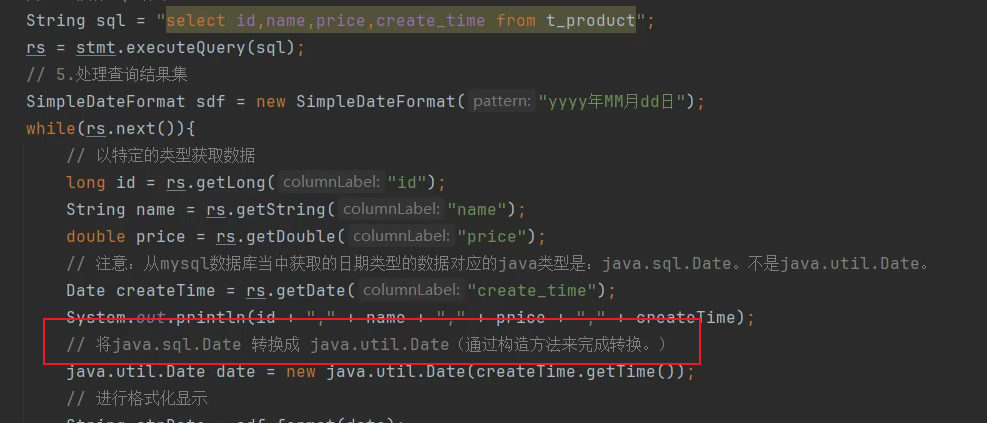 String sql = "select id,name,price,create_time from t_product";
rs = stmt.executeQuery(sql);
// 5.处理查询结果集
SimpleDateFormat sdf = new SimpleDateFormat( pattern: "yyyy年MM月dd日");
while(rs.next()){
// 以特定的类型获取数据
long id = rs.getLong( columnLabel: "id");
String name = rs.getString( columnLabel: "name");
double price = rs.getDouble( columnLabel: "price");
// 注意：从mysql数据库当中获取的日期类型的数据对应的java类型是：java.sql.Date。不是java.util.Date。
Date createTime = rs.getDate( columnLabel: "create_time");
System.out.println(id + "," + name + "," + price + "," + createTime);
// 将java.sql.Date 转换成 java.util.Date（通过构造方法来完成转换。）
java.util.Date date = new java.util.Date(createTime.getTime());
// 进行格式化显示
String strDate = sdf.format(date);